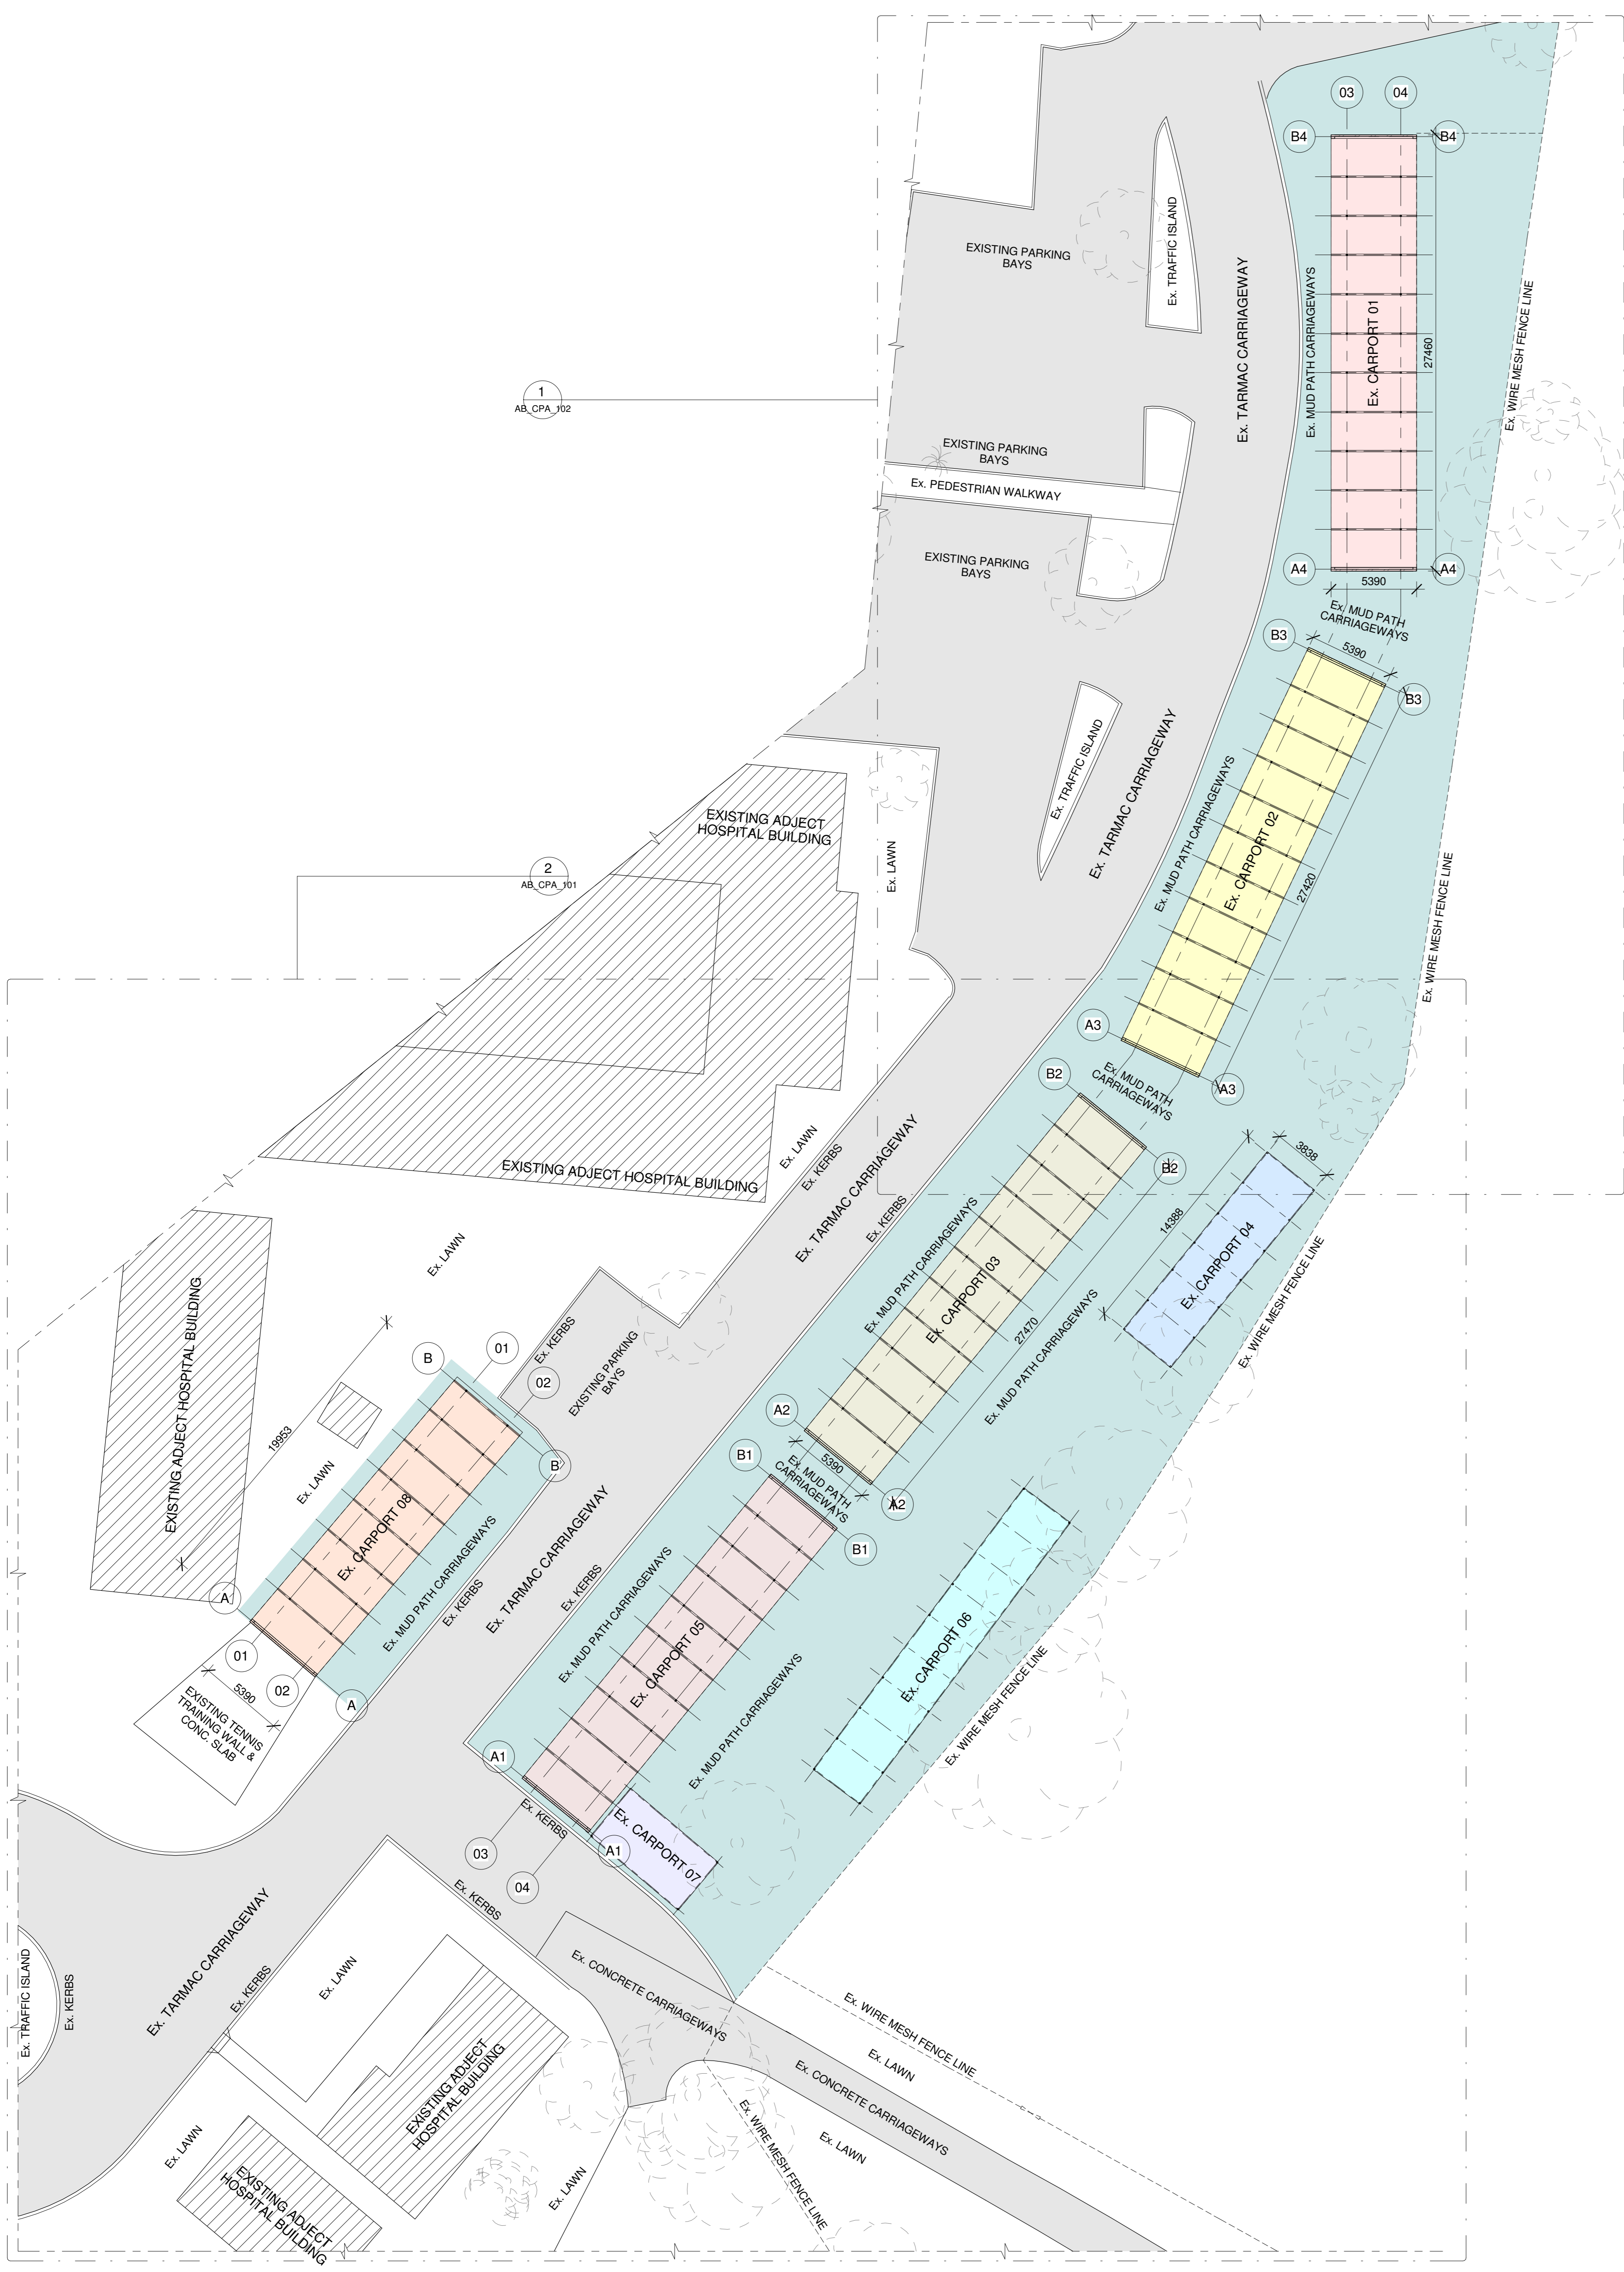 03
04
B4
B4
EXISTING PARKING
BAYS
Ex. TRAFFIC ISLAND
Ex. TARMAC CARRIAGEWAY
Ex. MUD PATH CARRIAGEWAYS
Ex. CARPORT 01
27460
Ex. WIRE MESH FENCE LINE
1
AB_CPA_102
EXISTING PARKING
BAYS
Ex. PEDESTRIAN WALKWAY
EXISTING PARKING
BAYS
A4
A4
5390
Ex. MUD PATH
CARRIAGEWAYS
B3
5390
B3
Ex. TRAFFIC ISLAND
Ex. TARMAC CARRIAGEWAY
Ex. MUD PATH CARRIAGEWAYS
Ex. CARPORT 02
27420
Ex. WIRE MESH FENCE LINE
EXISTING ADJECT
HOSPITAL BUILDING
Ex. LAWN
2
AB_CPA_101
A3
A3
Ex. MUD PATH
CARRIAGEWAYS
B2
B2
3838
14388
Ex. CARPORT 04
Ex. WIRE MESH FENCE LINE
EXISTING ADJECT HOSPITAL BUILDING
Ex. LAWN
Ex. KERBS
Ex. TARMAC CARRIAGEWAY
Ex. KERBS
Ex. MUD PATH CARRIAGEWAYS
Ex. CARPORT 03
27470
Ex. MUD PATH CARRIAGEWAYS
Ex. LAWN
EXISTING ADJECT HOSPITAL BUILDING
19953
Ex. LAWN
B
01
02
Ex. KERBS
EXISTING PARKING
BAYS
B
A2
5390
A2
Ex. MUD PATH
CARRIAGEWAYS
B1
B1
Ex. CARPORT 08
Ex. MUD PATH CARRIAGEWAYS
Ex. KERBS
Ex. TARMAC CARRIAGEWAY
Ex. KERBS
Ex. MUD PATH CARRIAGEWAYS
Ex. CARPORT 05
Ex. MUD PATH CARRIAGEWAYS
Ex. CARPORT 06
Ex. WIRE MESH FENCE LINE
A
01
5390
02
A
EXISTING TENNIS
TRAINING WALL &
CONC. SLAB
A1
Ex. KERBS
A1
Ex. CARPORT 07
03
04
Ex. KERBS
Ex. TARMAC CARRIAGEWAY
Ex. KERBS
Ex. TRAFFIC ISLAND
Ex. KERBS
Ex. LAWN
Ex. CONCRETE CARRIAGEWAYS
Ex. WIRE MESH FENCE LINE
Ex. LAWN
Ex. CONCRETE CARRIAGEWAYS
Ex. LAWN
Ex. WIRE MESH FENCE LINE
EXISTING ADJECT
HOSPITAL BUILDING
Ex. LAWN
EXISTING ADJECT
HOSPITAL BUILDING
Ex. LAWN